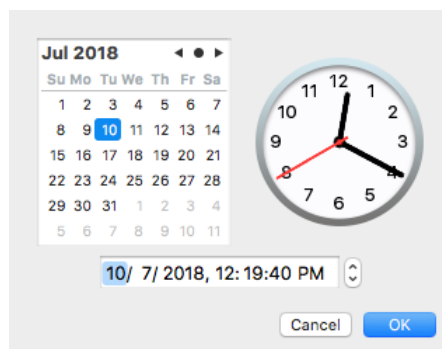 Jul 2018
Su Mo Tu We Th Fr Sa
1 2 3 4 5 6 7
8 9 10 11 12 13 14
15 16 17 18 19 20 21
22 23 24 25 26 27 28
29 30 31 1 2 3 4
5 6 7 8 9 10 11
12
1
2
3
4
5
6
7
8
9
10
11
10/ 7/ 2018, 12:19:40 PM
Cancel
OK